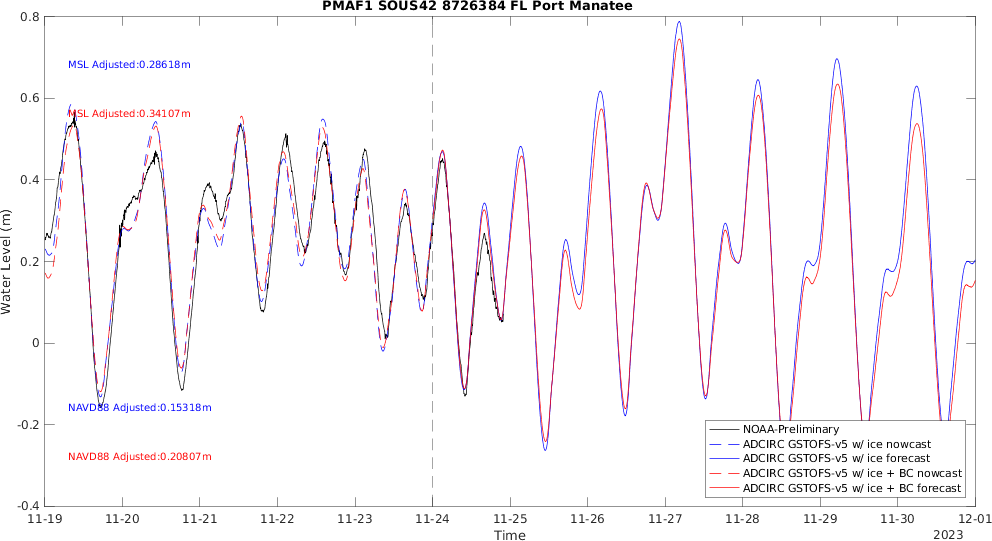 PMAF1 SOUS42 8726384 FL Port Manatee
0.8
0.6
0.4
0.2
0
-0.2
-0.4
Water Level (m)
MSL Adjusted:0.28618m
MSL Adjusted:0.34107m
NAVD88 Adjusted:0.15318m
NAVD88 Adjusted:0.20807m
NOAA-Preliminary
ADCIRC GSTOFS-v5 w/ ice nowcast
ADCIRC GSTOFS-v5 w/ ice forecast
ADCIRC GSTOFS-v5 w/ ice + BC nowcast
ADCIRC GSTOFS-v5 w/ ice + BC forecast
11-19 11-20 11-21 11-22 11-23 11-24 11-25 11-26 11-27 11-28 11-29 11-30 12-01
Time
2023